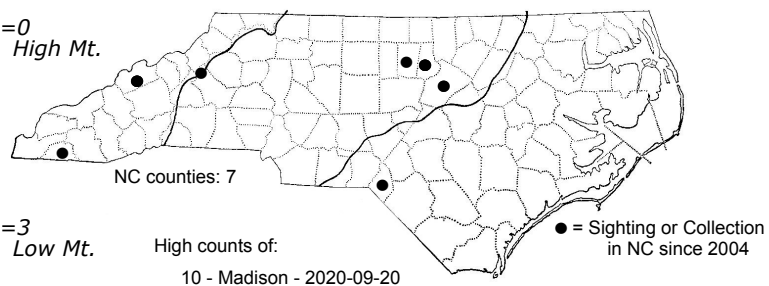 =0
High Mt.
NC counties: 7
=3
Low Mt.
High counts of:
10 - Madison - 2020-09-20
● = Sighting or Collection
in NC since 2004